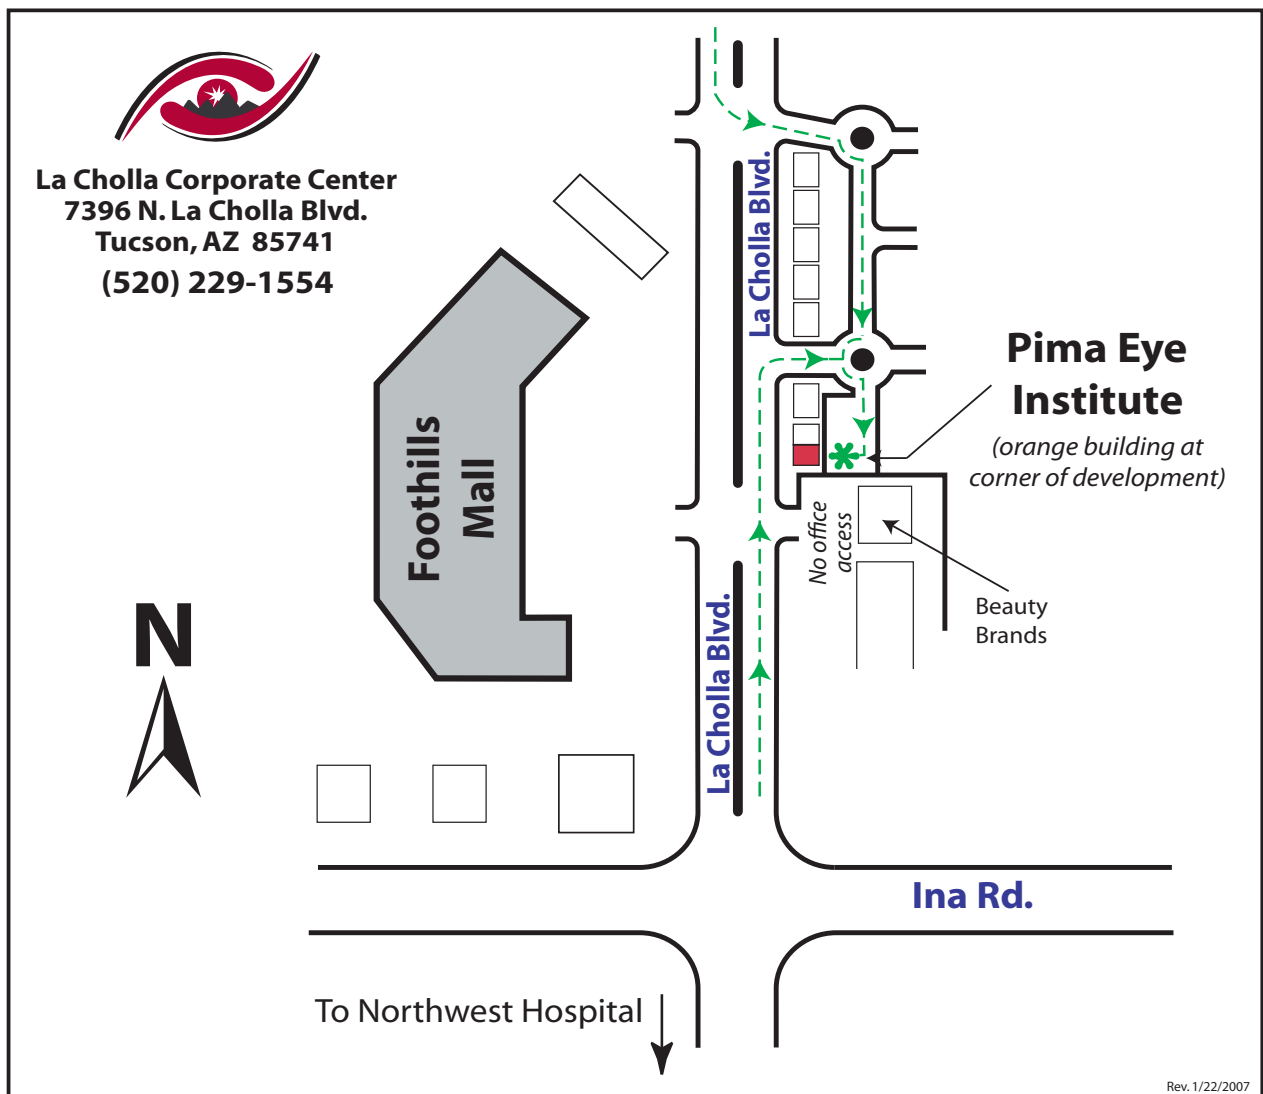 La Cholla Corporate Center
7396 N. La Cholla Blvd.
Tucson, AZ  85741
(520) 229-1554
La Cholla Blvd.
Pima Eye
Institute
(orange building at
corner of development)
Foothills
Mall
No office
access
Beauty
Brands
N
La Cholla Blvd.
Ina Rd.
To Northwest Hospital
Rev. 1/22/2007